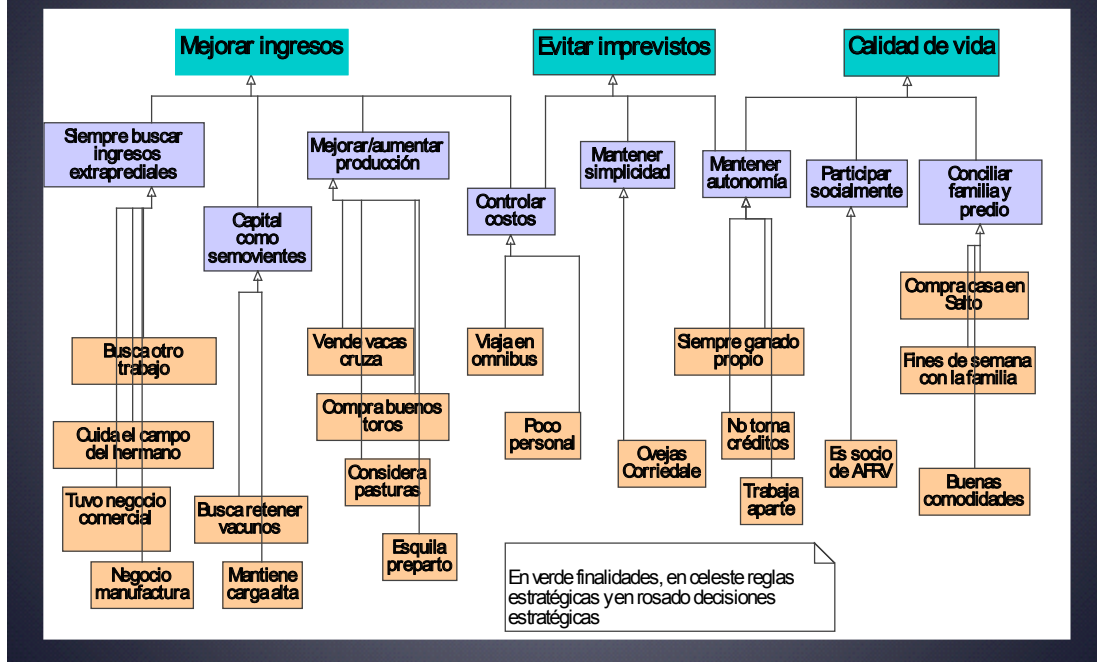 Mejorar ingresos
Evitar imprevistos
Calidad de vida
Siempre buscar
ingresos
extraprediales
Capital
como
semovientes
Mejorar/aumentar
producción
Controlar
costos
Mantener
simplicidad
Mantener
autonomía
Participar
socialmente
Conciliar
familia y
predio
Busca otro
trabajo
Cuida el campo
del hermano
Tuvo negocio
comercial
Negocio
manufactura
Busca retener
vacunos
Mantiene
carga alta
Vende vacas
cruza
Compra buenos
toros
Considera
pasturas
Esquila
preparto
Viaja en
omnibus
Poco
personal
Ovejas
Corriedale
Siempre ganado
propio
No toma
créditos
Trabaja
aparte
Es socio
de AFRV
Compra casa en
Salto
Fines de semana
con la familia
Buenas
comodidades
En verde finalidades, en celeste reglas
estratégicas y en rosado decisiones
estratégicas